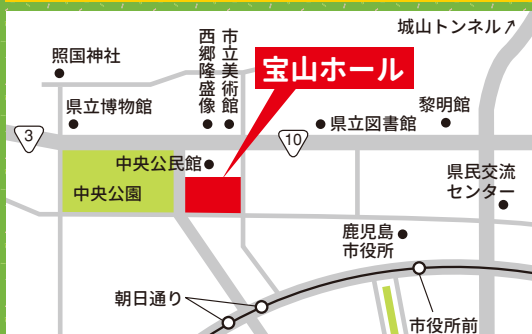 城山トンネル↗
照国神社
西郷隆盛像
市立美術館
宝山ホール
県立博物館
県立図書館
黎明館
3
10
中央公民館
中央公園
県民交流
センター
鹿児島
市役所
朝日通り
市役所前